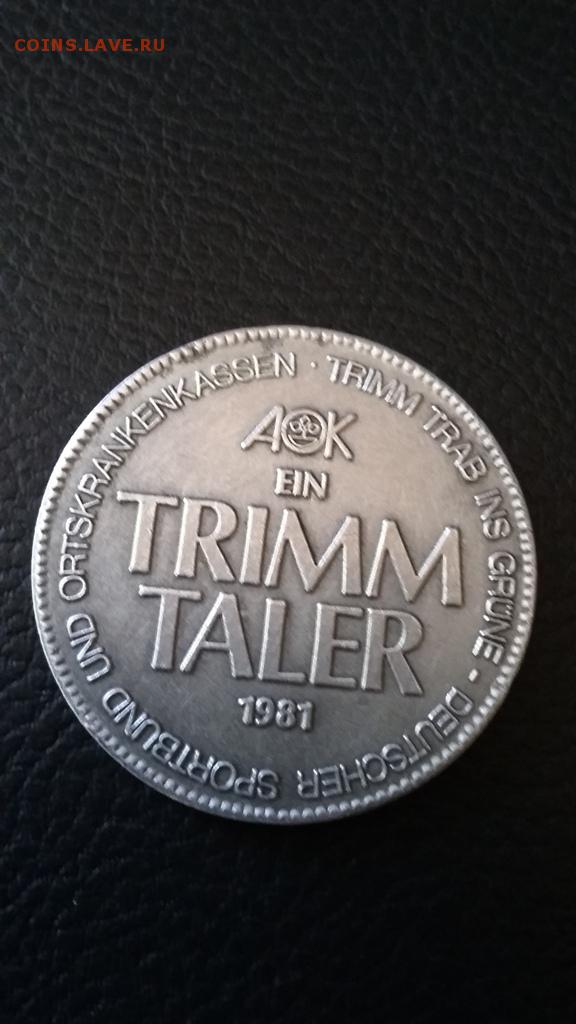 COINS.LAVE.RU
TRIMM TRAB INS GRÜNE - DEUTSCHER SPORTBUND UND ORTSKRANKENKASSEN ·
AOK
EIN
TRIMM
TALER
1981